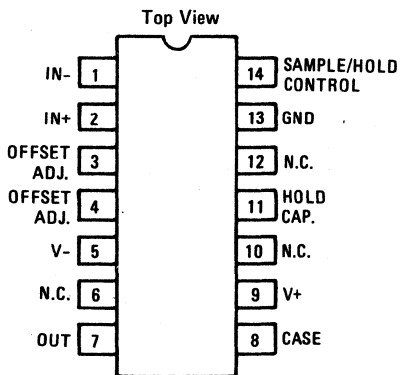 Top View
IN- 1
IN+ 2
OFFSET
ADJ. 3
OFFSET
ADJ. 4
V- 5
N.C. 6
OUT 7
14 SAMPLE/HOLD
CONTROL
13 GND
12 N.C.
11 HOLD
CAP.
10 N.C.
9 V+
8 CASE